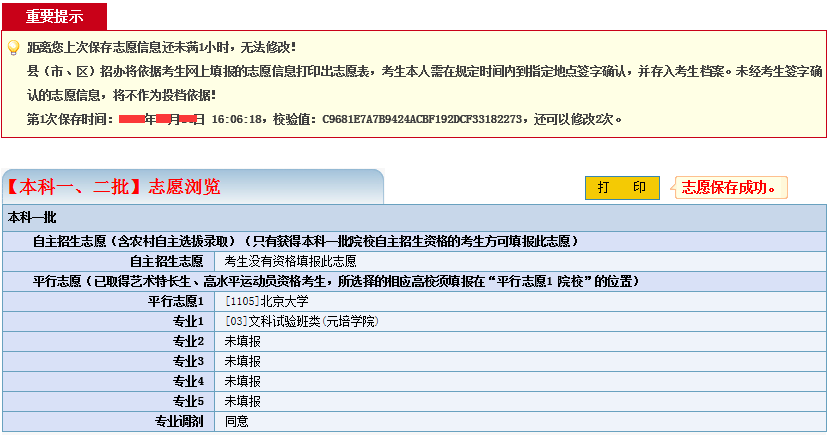 重要提示
距离您上次保存志愿信息还未满1小时，无法修改!
县（市、区）招办将依据考生网上填报的志愿信息打印出志愿表，考生本人需在规定时间内到指定地点签字确认，并存入考生档案。未经考生签字确
认的志愿信息，将不作为投档依据!
第1次保存时间： 年 月 日 16:06:18，校验值：C9681E7A7B9424ACBF192DCF33182273，还可以修改2次。
【本科一、二批】志愿浏览
打 印
志愿保存成功。
本科一批
自主招生志愿（含农村自主选拔录取）（只有获得本科一批院校自主招生资格的考生方可填报此志愿）
自主招生志愿 考生没有资格填报此志愿
平行志愿（已取得艺术特长生、高水平运动员资格考生，所选择的相应高校须填报在“平行志愿1 院校”的位置）
平行志愿1 [1105]北京大学
专业1 [03]文科试验班类(元培学院)
专业2 未填报
专业3 未填报
专业4 未填报
专业5 未填报
专业调剂 同意